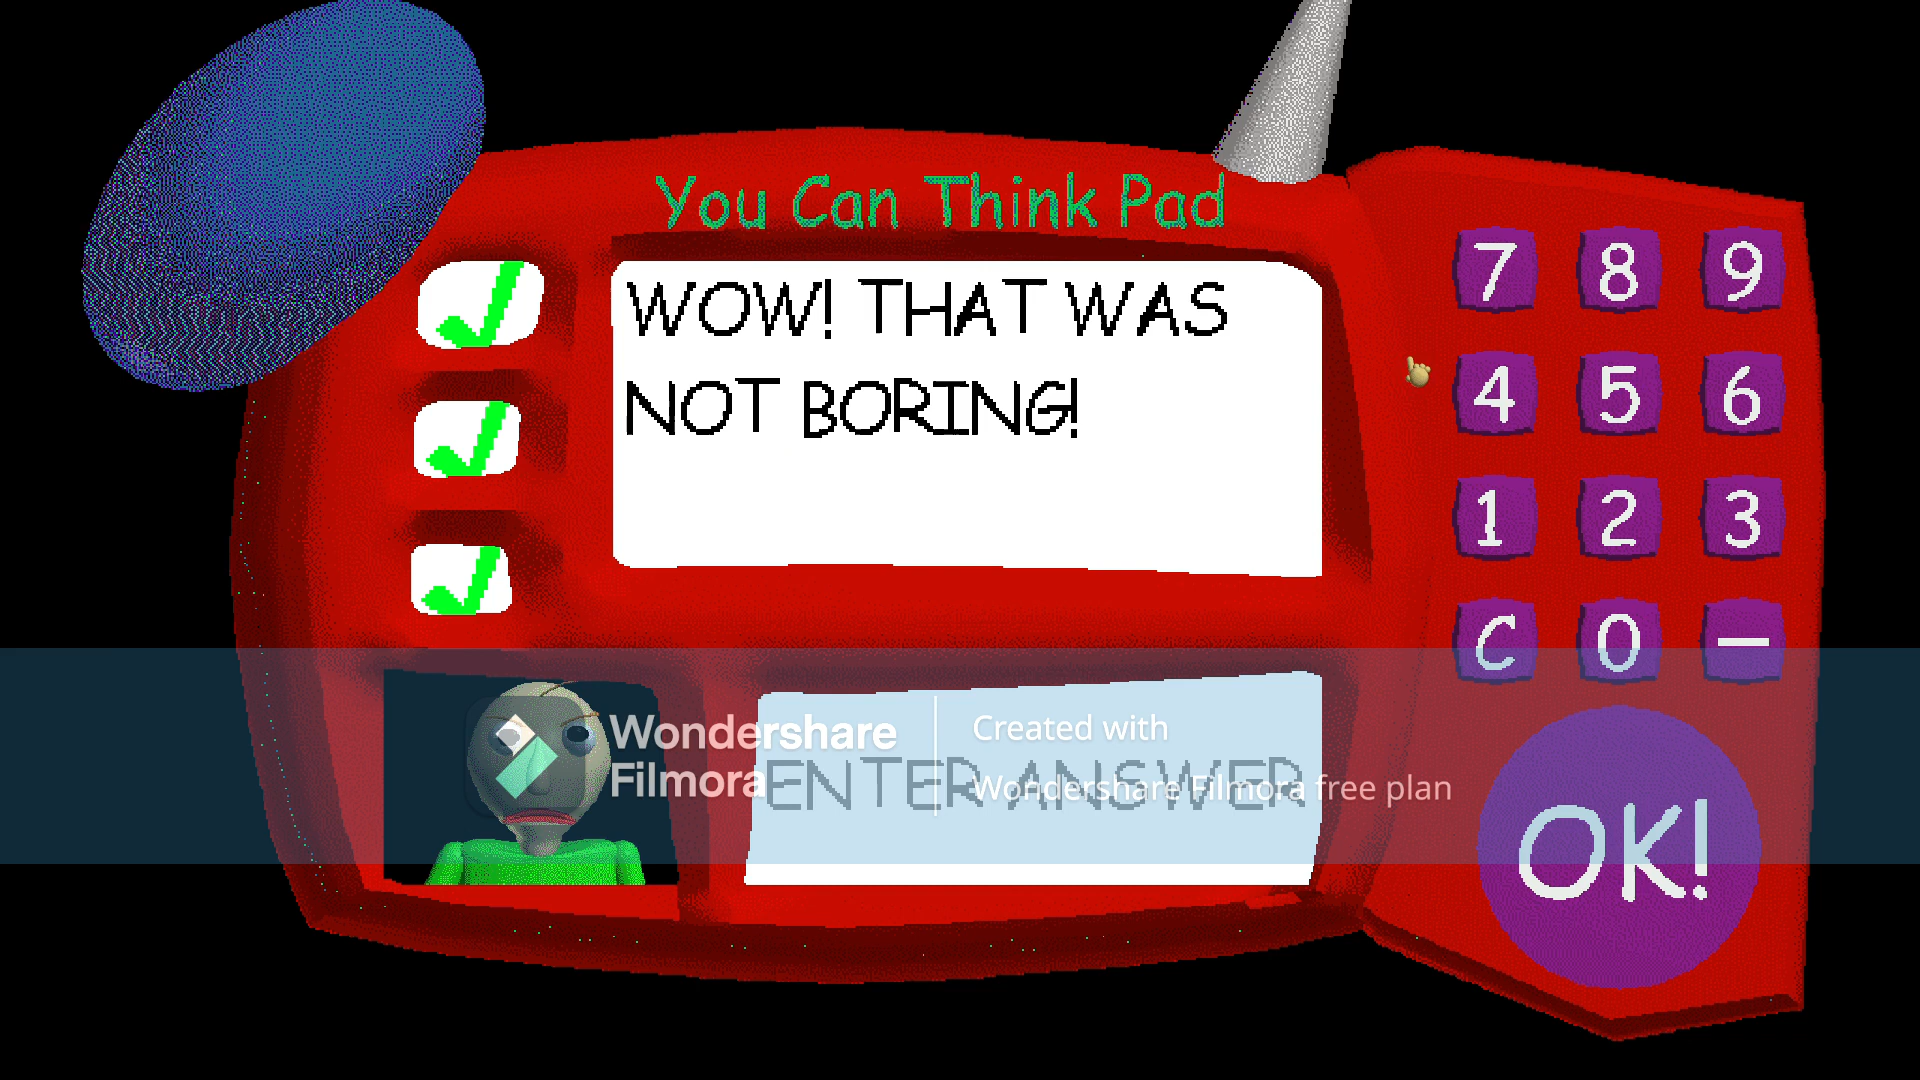 You Can Think Pad
WOW! THAT WAS
NOT BORING!
7 8 9
4 5 6
1 2 3
C 0 −
Wondershare
Filmora
Created with
Wondershare Filmora free plan
ENTER ANSWER
OK!